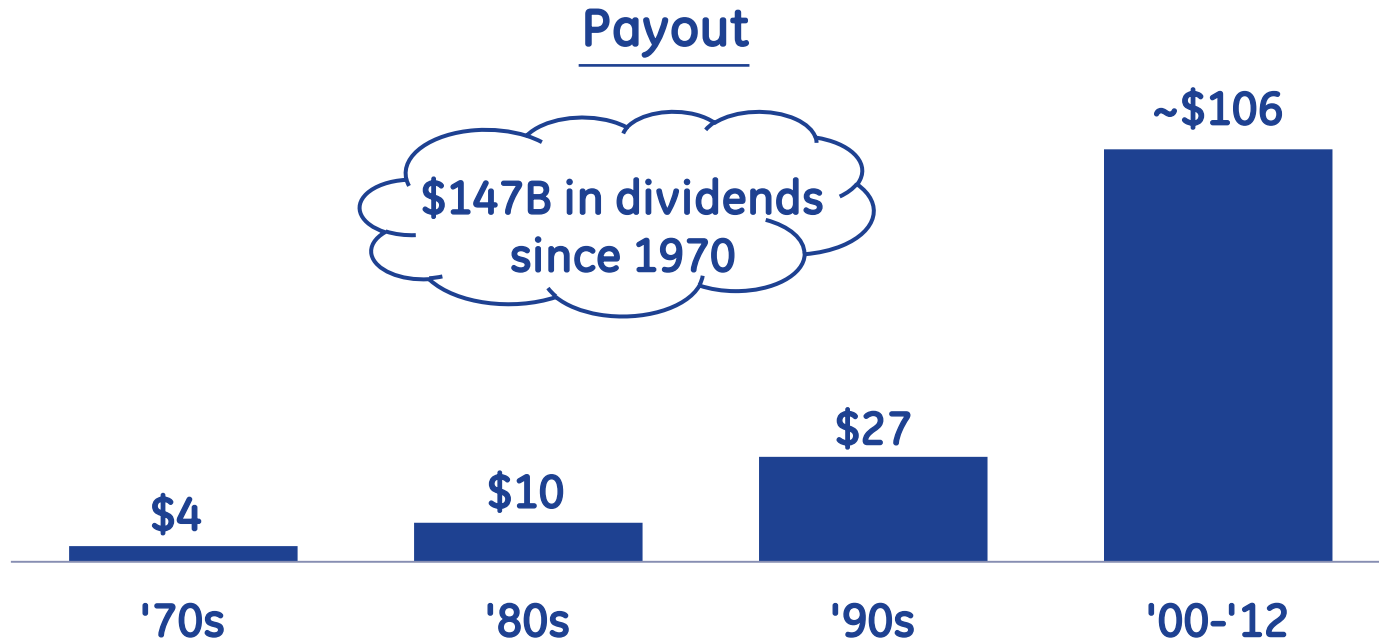 Payout
~$106
$147B in dividends
since 1970
$27
$10
$4
'70s
'80s
'90s
'00-'12